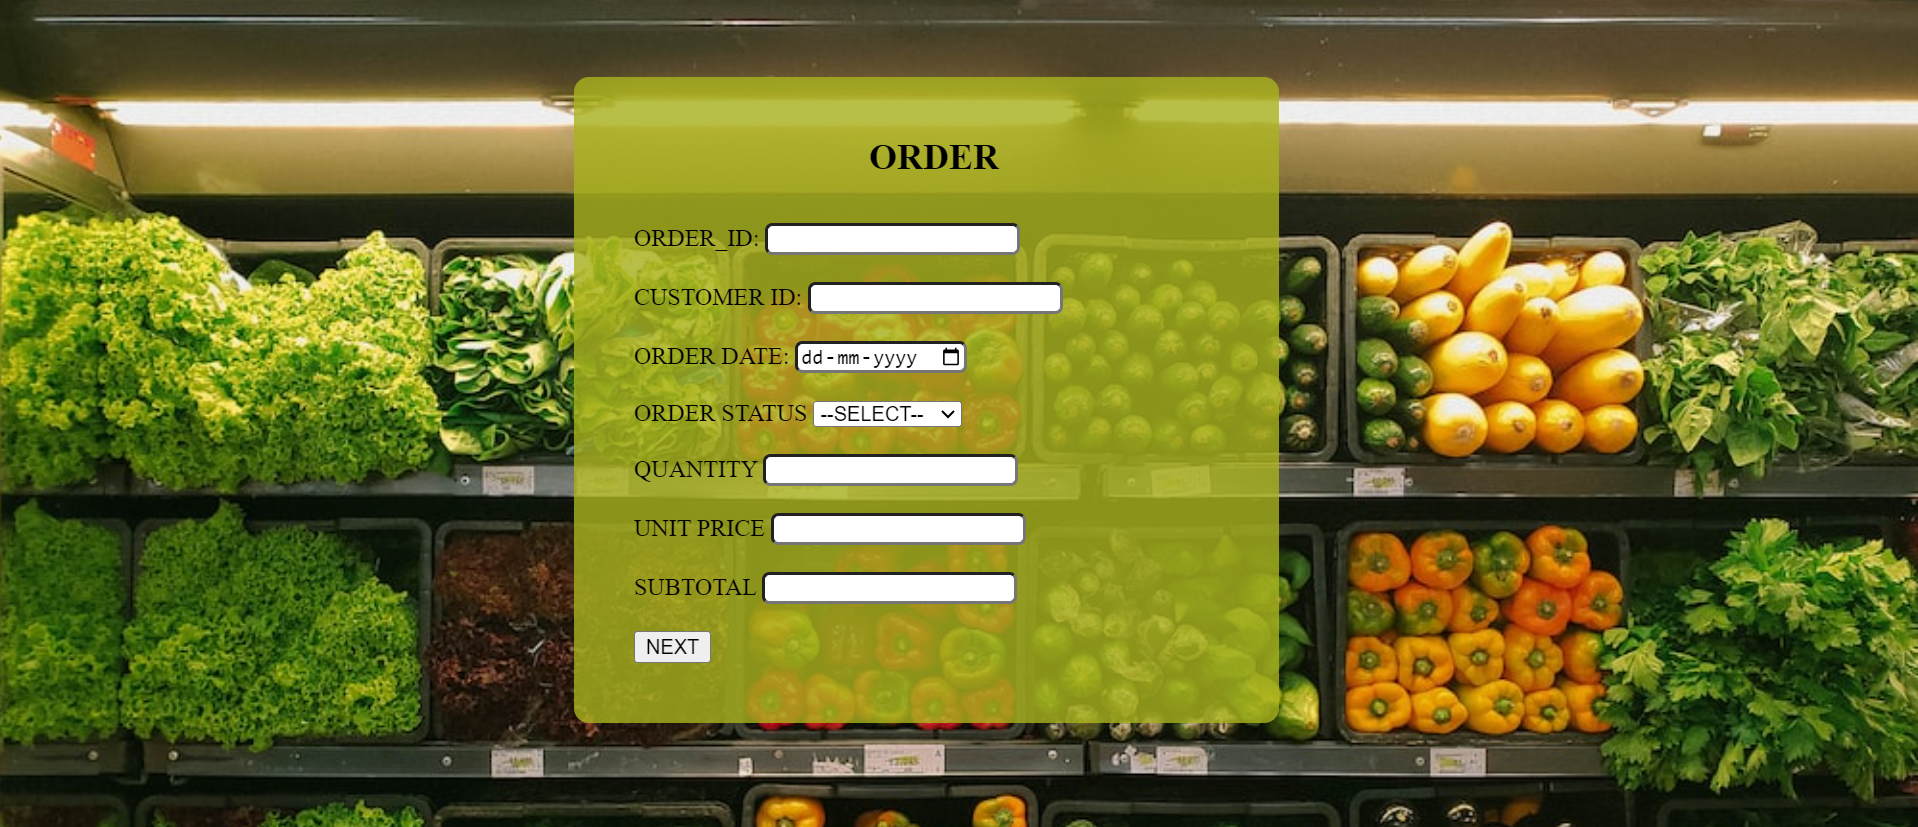 ORDER
ORDER_ID:
CUSTOMER ID:
ORDER DATE: dd-mm-yyyy
ORDER STATUS --SELECT--
QUANTITY
UNIT PRICE
SUBTOTAL
NEXT